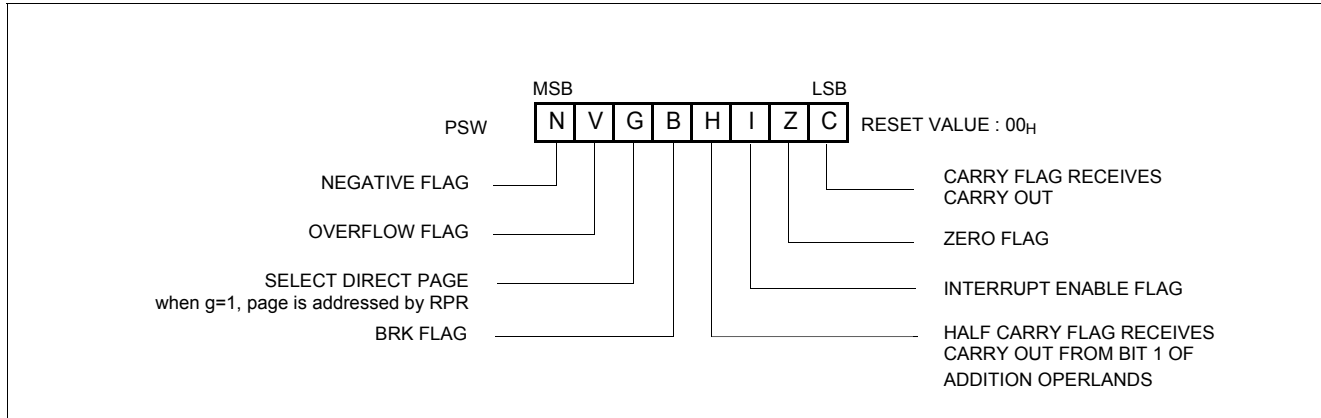 MSB LSB
PSW N V G B H I Z C RESET VALUE : 00H
NEGATIVE FLAG
OVERFLOW FLAG
SELECT DIRECT PAGE
when g=1, page is addressed by RPR
BRK FLAG
CARRY FLAG RECEIVES
CARRY OUT
ZERO FLAG
INTERRUPT ENABLE FLAG
HALF CARRY FLAG RECEIVES
CARRY OUT FROM BIT 1 OF
ADDITION OPERLANDS